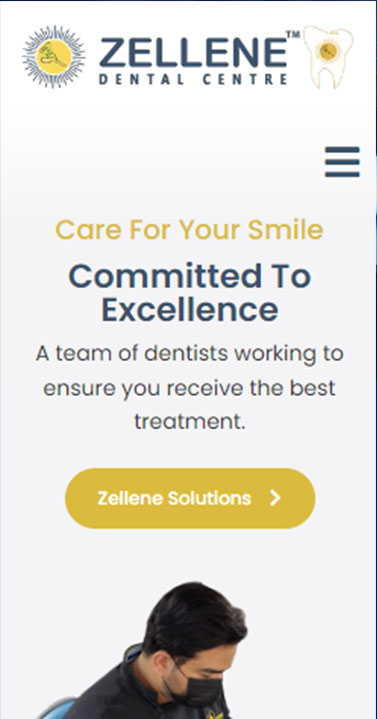 ZELLENE™
DENTAL CENTRE
Care For Your Smile
Committed To
Excellence
A team of dentists working to
ensure you receive the best
treatment.
Zellene Solutions